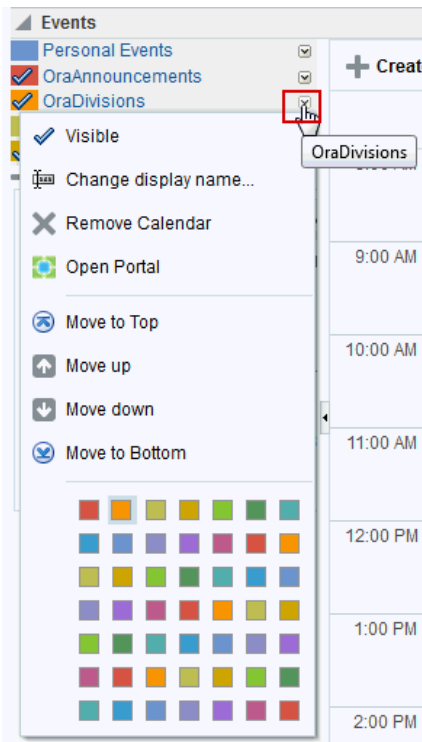 Events
Personal Events
OraAnnouncements
OraDivisions
Visible
Change display name...
Remove Calendar
Open Portal
Move to Top
Move up
Move down
Move to Bottom
Creat
OraDivisions
9:00 AM
10:00 AM
11:00 AM
12:00 PM
1:00 PM
2:00 PM